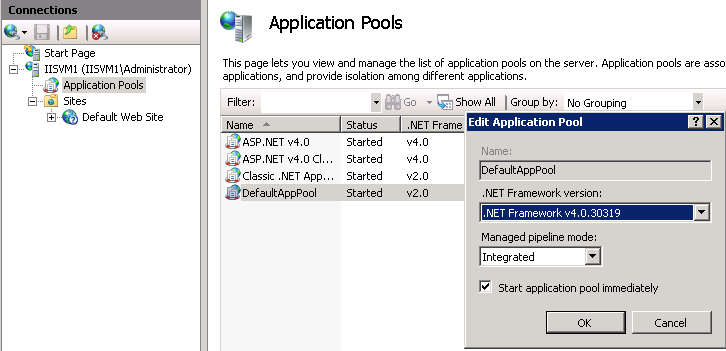 Connections
Start Page
IISVM1 (IISVM1\Administrator)
Application Pools
Sites
Default Web Site
Application Pools
This page lets you view and manage the list of application pools on the server. Application pools are asso
applications, and provide isolation among different applications.
Filter: Go Show All Group by: No Grouping
Name Status .NET Frame
ASP.NET v4.0 Started v4.0
ASP.NET v4.0 Cl... Started v4.0
Classic .NET App... Started v2.0
DefaultAppPool Started v2.0
Edit Application Pool
Name:
DefaultAppPool
.NET Framework version:
.NET Framework v4.0.30319
Managed pipeline mode:
Integrated
Start application pool immediately
OK Cancel